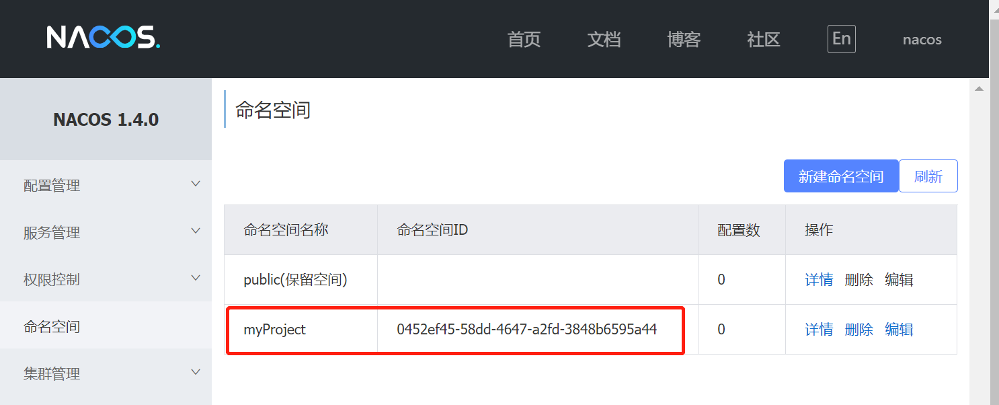 NACOS.
首页 文档 博客 社区 En nacos
NACOS 1.4.0
配置管理
服务管理
权限控制
命名空间
集群管理
命名空间
新建命名空间 刷新
命名空间名称 命名空间ID 配置数 操作
public(保留空间) 0 详情 删除 编辑
myProject 0452ef45-58dd-4647-a2fd-3848b6595a44 0 详情 删除 编辑